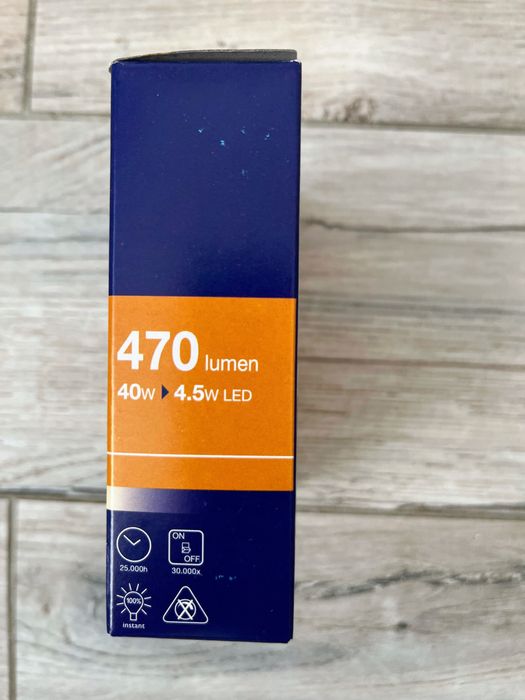 470 lumen
40W 4.5W LED
ON
OFF
25.000h 30.000x
100%
instant